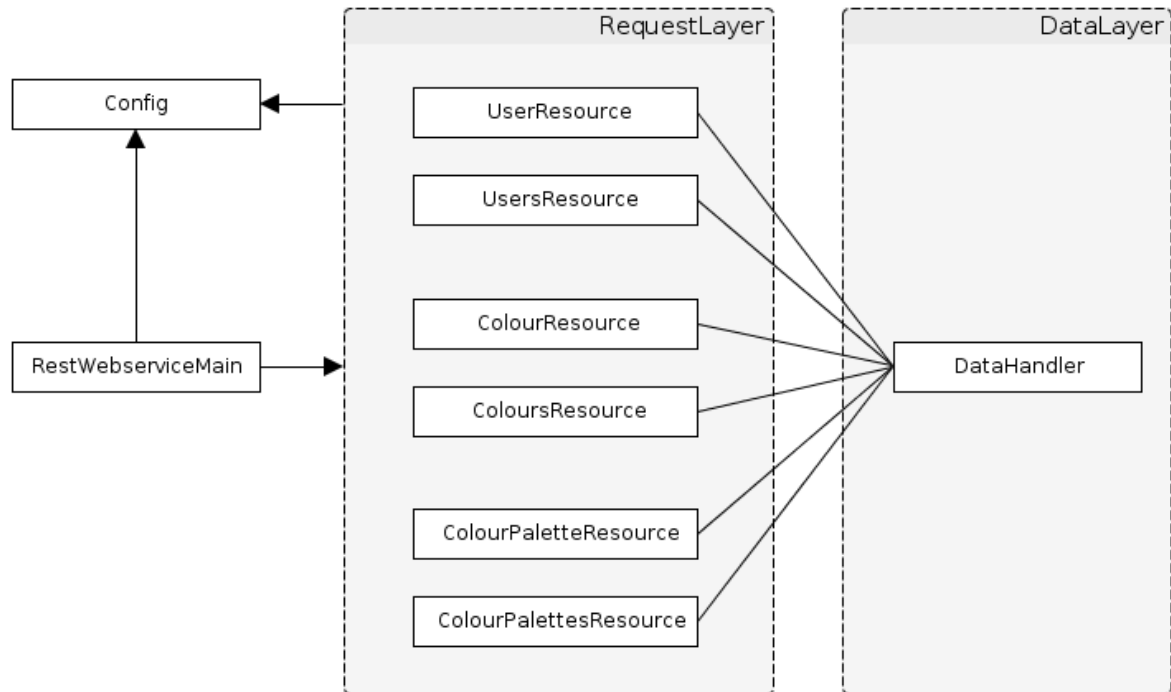 RequestLayer
DataLayer
Config
UserResource
UsersResource
ColourResource
RestWebserviceMain
DataHandler
ColoursResource
ColourPaletteResource
ColourPalettesResource